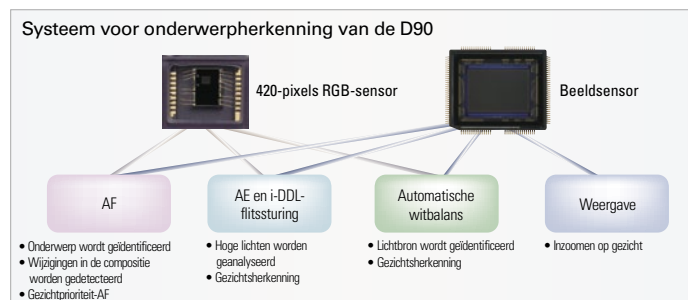 Systeem voor onderwerpherkenning van de D90
420-pixels RGB-sensor
Beeldsensor
AF
• Onderwerp wordt geïdentificeerd
• Wijzigingen in de compositie
worden gedetecteerd
• Gezichtprioriteit-AF
AE en i-DDL-
flitssturing
• Hoge lichten worden
geanalyseerd
• Gezichtsherkenning
Automatische
witbalans
• Lichtbron wordt geïdentificeerd
• Gezichtsherkenning
Weergave
• Inzoomen op gezicht